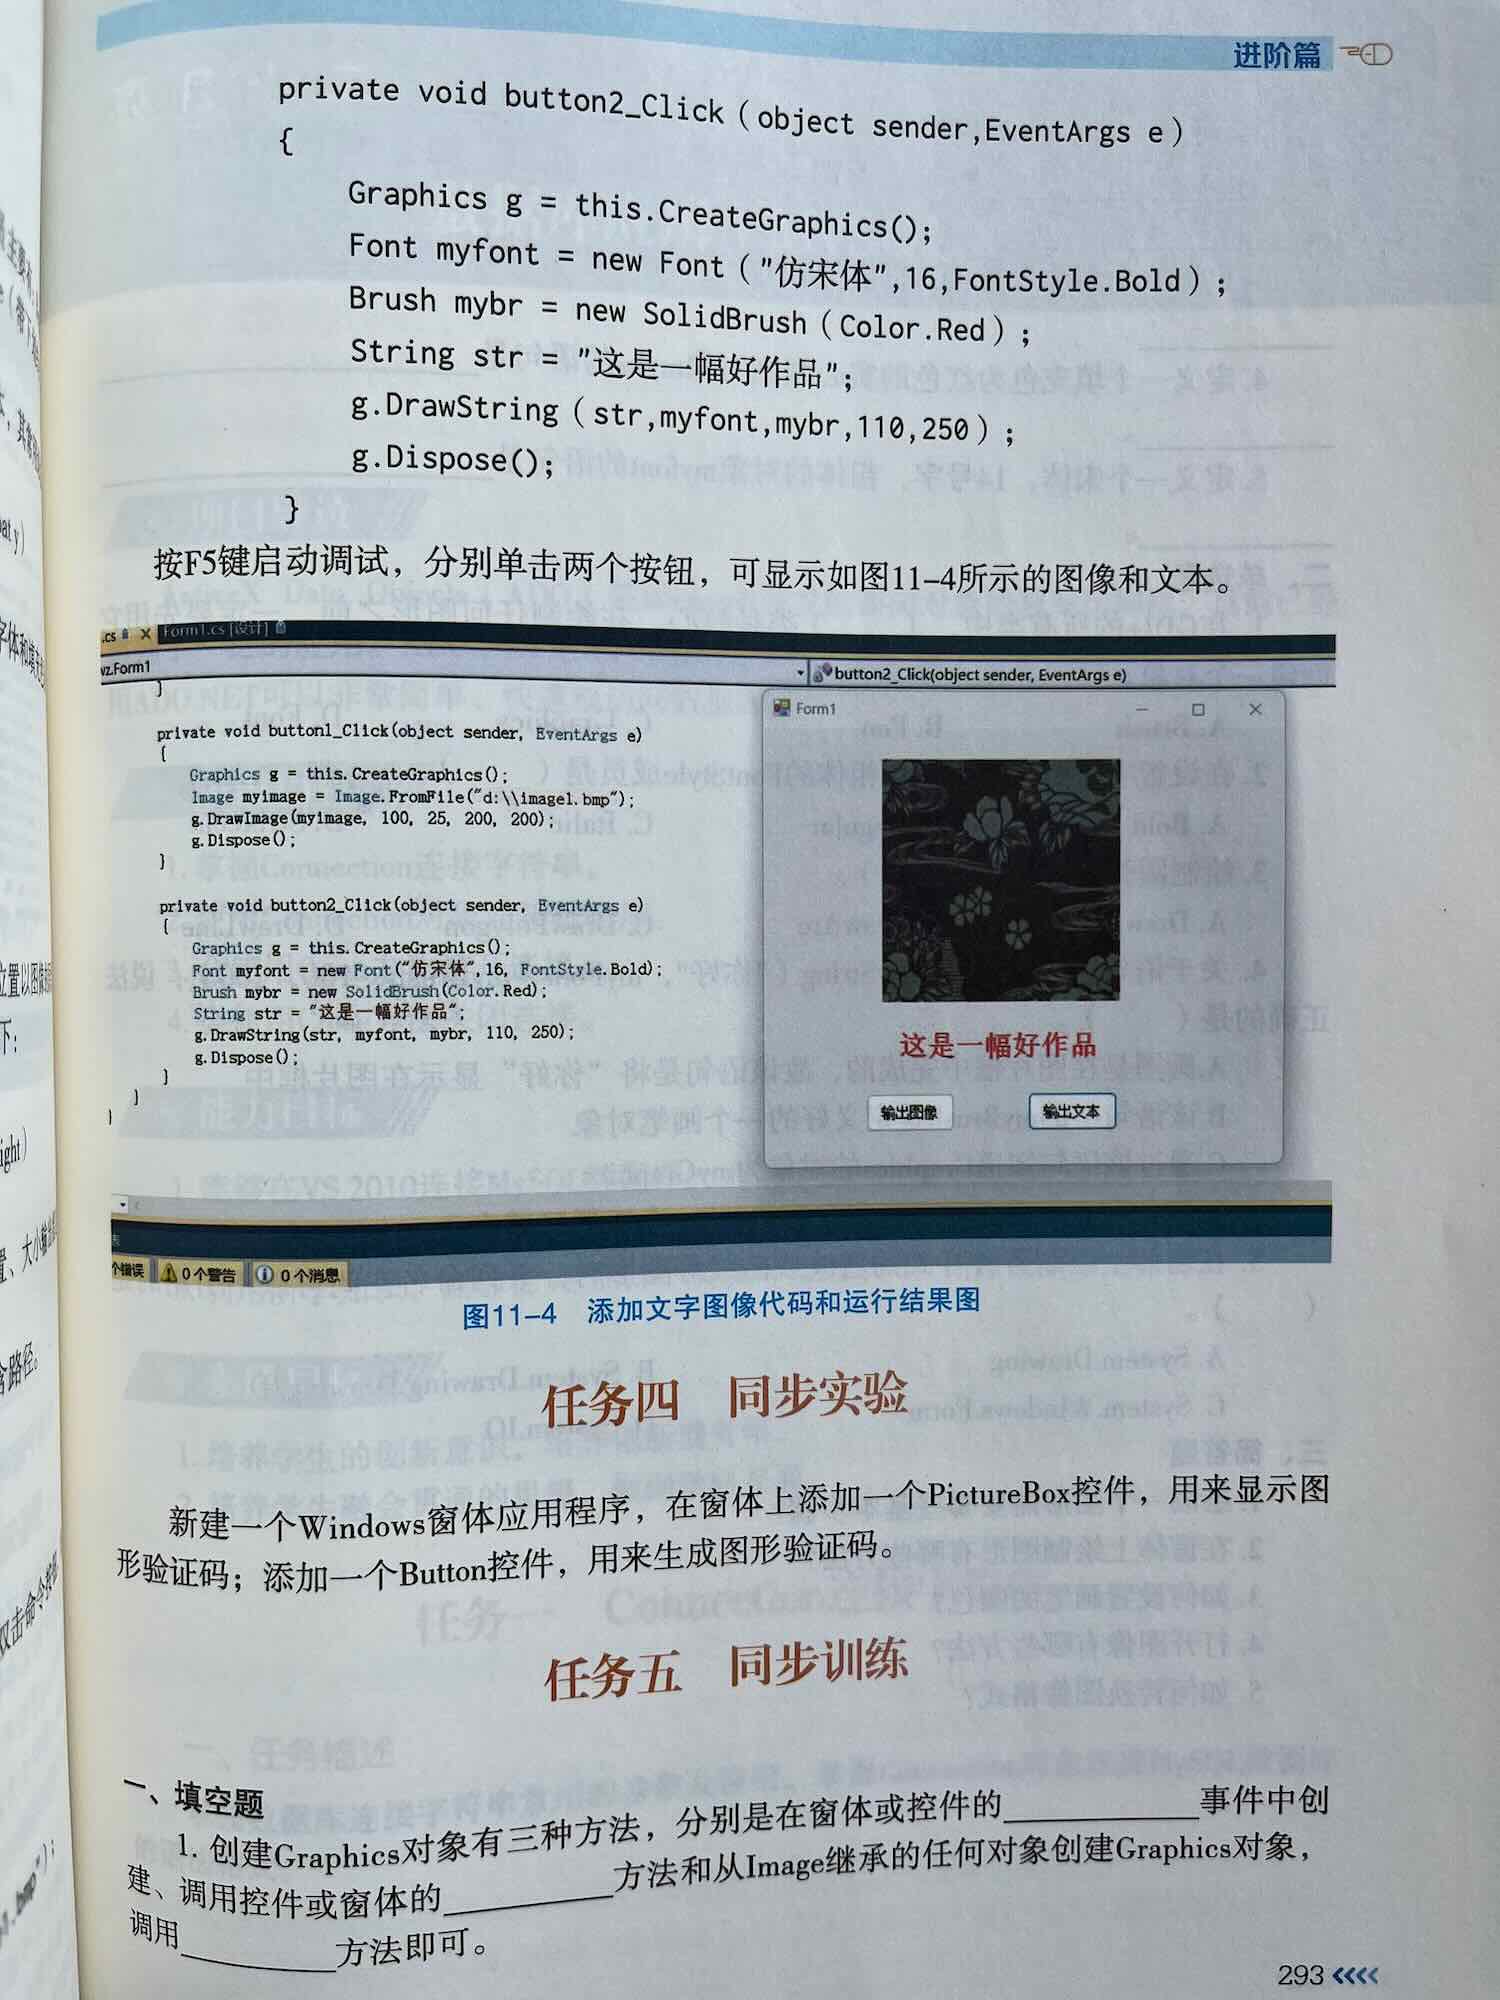 进阶篇
private void button2_Click（object sender,EventArgs e）
{
Graphics g = this.CreateGraphics();
Font myfont = new Font（"仿宋体",16,FontStyle.Bold）;
Brush mybr = new SolidBrush（Color.Red）;
String str = "这是一幅好作品";
g.DrawString（str,myfont,mybr,110,250）;
g.Dispose();
}
按F5键启动调试，分别单击两个按钮，可显示如图11-4所示的图像和文本。
.cs Form1.cs [设计]
wz.Form1
button2_Click(object sender, EventArgs e)
}
private void button1_Click(object sender, EventArgs e)
{
Graphics g = this.CreateGraphics();
Image myimage = Image.FromFile("d:\\image1.bmp");
g.DrawImage(myimage, 100, 25, 200, 200);
g.Dispose();
}
private void button2_Click(object sender, EventArgs e)
{
Graphics g = this.CreateGraphics();
Font myfont = new Font("仿宋体",16, FontStyle.Bold);
Brush mybr = new SolidBrush(Color.Red);
String str = "这是一幅好作品";
g.DrawString(str, myfont, mybr, 110, 250);
g.Dispose();
}
}
}
Form1
这是一幅好作品
输出图像 输出文本
个错误 0个警告 0个消息
图11-4 添加文字图像代码和运行结果图
任务四 同步实验
新建一个Windows窗体应用程序，在窗体上添加一个PictureBox控件，用来显示图
形验证码；添加一个Button控件，用来生成图形验证码。
任务五 同步训练
一、填空题
1. 创建Graphics对象有三种方法，分别是在窗体或控件的____________事件中创
建、调用控件或窗体的____________方法和从Image继承的任何对象创建Graphics对象，
调用____________方法即可。
293